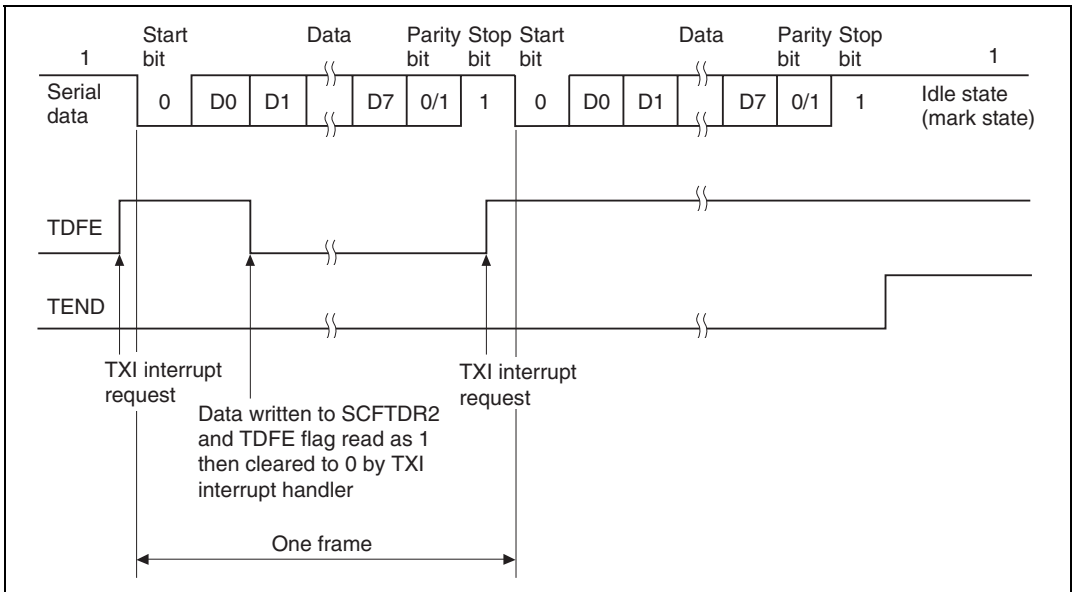 Start Data Parity Stop Start Data Parity Stop
1 bit bit bit bit bit bit 1
Serial data 0 D0 D1 D7 0/1 1 0 D0 D1 D7 0/1 1 Idle state (mark state)
TDFE
TEND
TXI interrupt
request
TXI interrupt
request
Data written to SCFTDR2
and TDFE flag read as 1
then cleared to 0 by TXI
interrupt handler
One frame